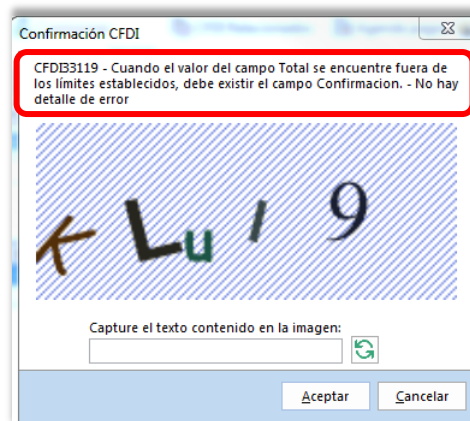 Confirmación CFDI
CFDI33119 - Cuando el valor del campo Total se encuentre fuera de
los límites establecidos, debe existir el campo Confirmacion. - No hay
detalle de error
Capture el texto contenido en la imagen:
Aceptar
Cancelar